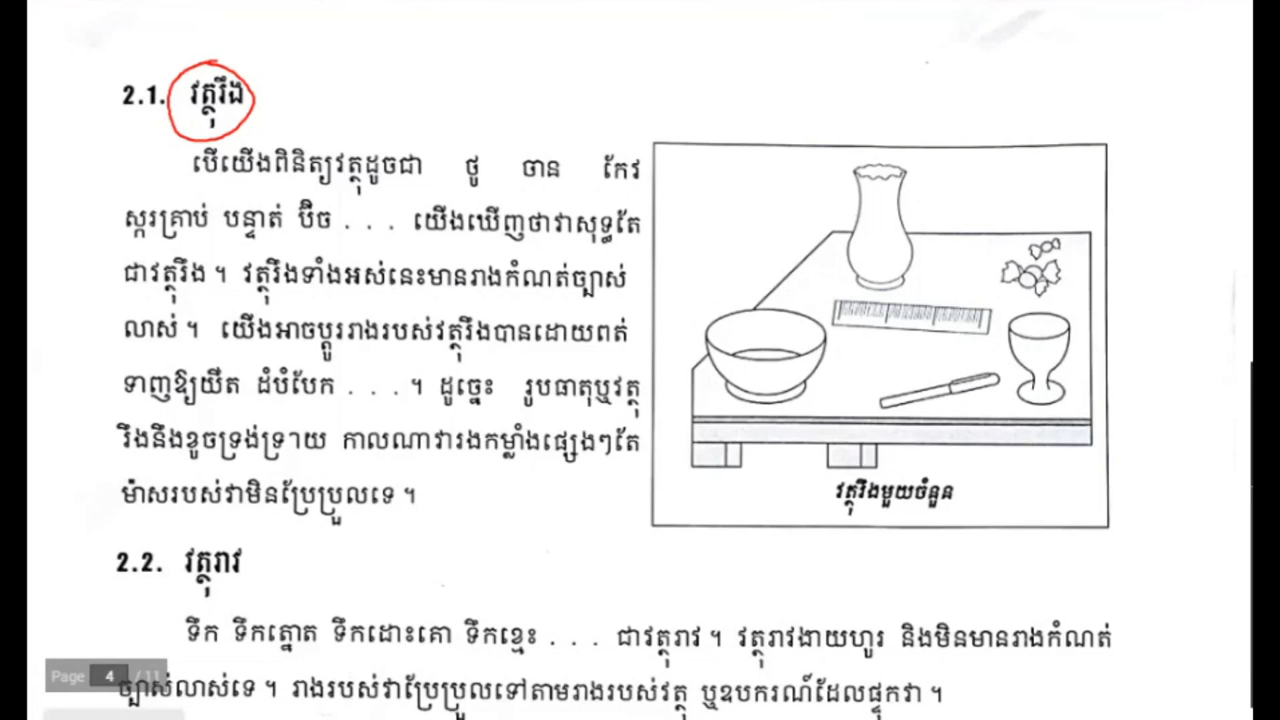 2.1. វត្ថុរឹង
បើយើងពិនិត្យវត្ថុដូចជា ថូ ចាន កែវ
ស្ករគ្រាប់ បន្ទាត់ ប៊ិច . . . យើងឃើញថាវាសុទ្ធតែ
ជាវត្ថុរឹង ។ វត្ថុរឹងទាំងអស់នេះមានរាងកំណត់ច្បាស់
លាស់ ។ យើងអាចប្តូររាងរបស់វត្ថុរឹងបានដោយពត់
ទាញឱ្យយឺត ដំបំបែក . . . ។ ដូច្នេះ រូបធាតុឬវត្ថុ
រឹងនឹងខូចទ្រង់ទ្រាយ កាលណាវារងកម្លាំងផ្សេងៗតែ
ម៉ាសរបស់វាមិនប្រែប្រួលទេ ។
វត្ថុរឹងមួយចំនួន
2.2. វត្ថុរាវ
ទឹក ទឹកត្នោត ទឹកដោះគោ ទឹកខ្មេះ . . . ជាវត្ថុរាវ ។ វត្ថុរាវងាយហូរ និងមិនមានរាងកំណត់
ច្បាស់លាស់ទេ ។ រាងរបស់វាប្រែប្រួលទៅតាមរាងរបស់វត្ថុ ឬឧបករណ៍ដែលផ្ទុកវា ។
Page 4 / 11